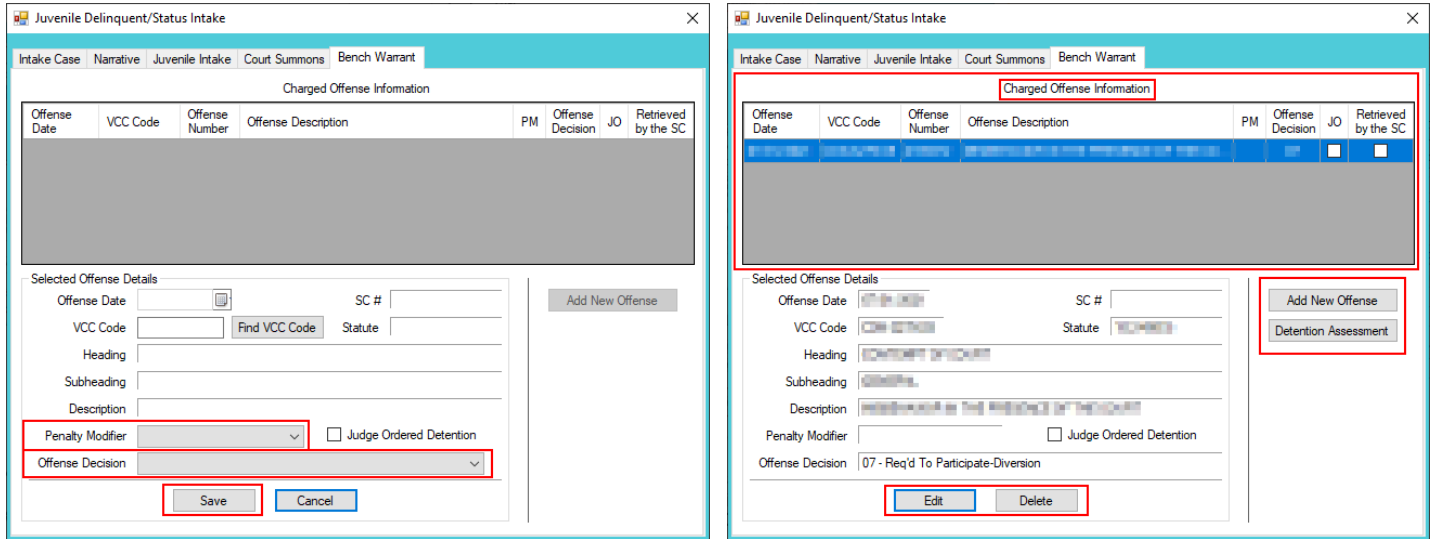 Juvenile Delinquent/Status Intake
Intake Case Narrative Juvenile Intake Court Summons Bench Warrant
Charged Offense Information
Offense Date VCC Code Offense Number Offense Description PM Offense Decision JO Retrieved by the SC
Selected Offense Details
Offense Date SC #
Add New Offense
VCC Code Find VCC Code Statute
Heading
Subheading
Description
Penalty Modifier Judge Ordered Detention
Offense Decision
Save Cancel
Juvenile Delinquent/Status Intake
Intake Case Narrative Juvenile Intake Court Summons Bench Warrant
Charged Offense Information
Offense Date VCC Code Offense Number Offense Description PM Offense Decision JO Retrieved by the SC
Selected Offense Details
Offense Date SC #
Add New Offense
VCC Code Statute
Detention Assessment
Heading
Subheading
Description
Penalty Modifier Judge Ordered Detention
Offense Decision 07 - Req'd To Participate-Diversion
Edit Delete